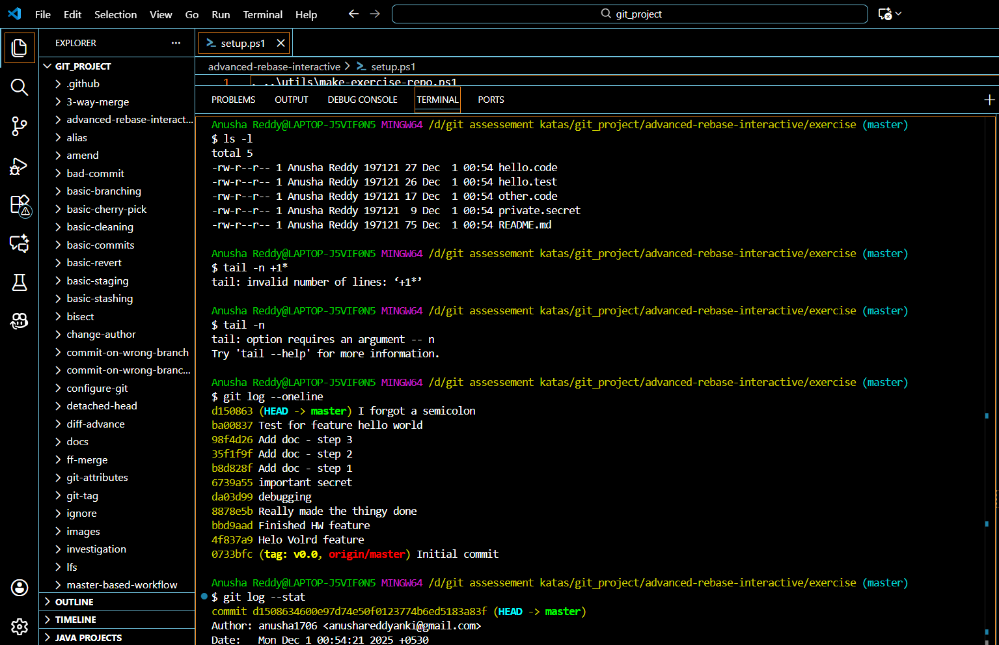 File Edit Selection View Go Run Terminal Help git_project
EXPLORER
GIT_PROJECT
.github
3-way-merge
advanced-rebase-interact...
alias
amend
bad-commit
basic-branching
basic-cherry-pick
basic-cleaning
basic-commits
basic-revert
basic-staging
basic-stashing
bisect
change-author
commit-on-wrong-branch
commit-on-wrong-branc...
configure-git
detached-head
diff-advance
docs
ff-merge
git-attributes
git-tag
ignore
images
investigation
lfs
master-based-workflow
OUTLINE
TIMELINE
JAVA PROJECTS
setup.ps1
advanced-rebase-interactive > setup.ps1
1 . ..\utils\make-exercise-repo.ps1
PROBLEMS OUTPUT DEBUG CONSOLE TERMINAL PORTS
Anusha Reddy@LAPTOP-J5VIF0N5 MINGW64 /d/git assessement katas/git_project/advanced-rebase-interactive/exercise (master)
$ ls -l
total 5
-rw-r--r-- 1 Anusha Reddy 197121 27 Dec  1 00:54 hello.code
-rw-r--r-- 1 Anusha Reddy 197121 26 Dec  1 00:54 hello.test
-rw-r--r-- 1 Anusha Reddy 197121 17 Dec  1 00:54 other.code
-rw-r--r-- 1 Anusha Reddy 197121  9 Dec  1 00:54 private.secret
-rw-r--r-- 1 Anusha Reddy 197121 75 Dec  1 00:54 README.md
Anusha Reddy@LAPTOP-J5VIF0N5 MINGW64 /d/git assessement katas/git_project/advanced-rebase-interactive/exercise (master)
$ tail -n +1*
tail: invalid number of lines: ‘+1*’
Anusha Reddy@LAPTOP-J5VIF0N5 MINGW64 /d/git assessement katas/git_project/advanced-rebase-interactive/exercise (master)
$ tail -n
tail: option requires an argument -- n
Try 'tail --help' for more information.
Anusha Reddy@LAPTOP-J5VIF0N5 MINGW64 /d/git assessement katas/git_project/advanced-rebase-interactive/exercise (master)
$ git log --oneline
d150863 (HEAD -> master) I forgot a semicolon
ba00837 Test for feature hello world
98f4d26 Add doc - step 3
35f1f9f Add doc - step 2
b8d828f Add doc - step 1
6739a55 important secret
da03d99 debugging
8878e5b Really made the thingy done
bbd9aad Finished HW feature
4f837a9 Helo Volrd feature
0733bfc (tag: v0.0, origin/master) Initial commit
Anusha Reddy@LAPTOP-J5VIF0N5 MINGW64 /d/git assessement katas/git_project/advanced-rebase-interactive/exercise (master)
$ git log --stat
commit d1508634600e97d74e50f0123774b6ed5183a83f (HEAD -> master)
Author: anusha1706 <anushareddyanki@gmail.com>
Date:   Mon Dec 1 00:54:21 2025 +0530